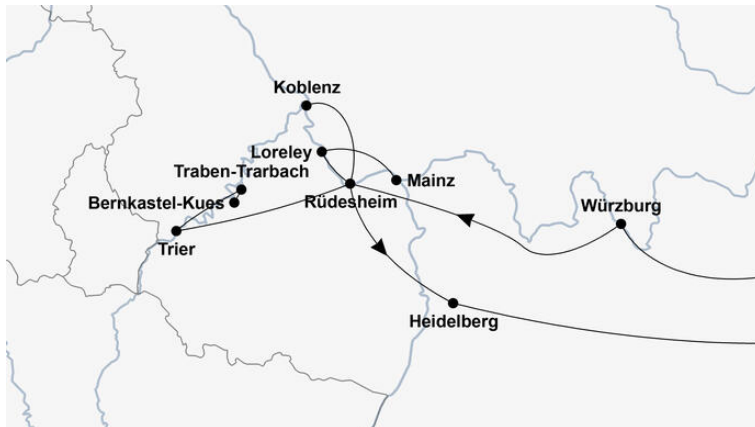 Koblenz
Loreley
Traben-Trarbach
Mainz
Bernkastel-Kues
Rüdesheim
Würzburg
Trier
Heidelberg